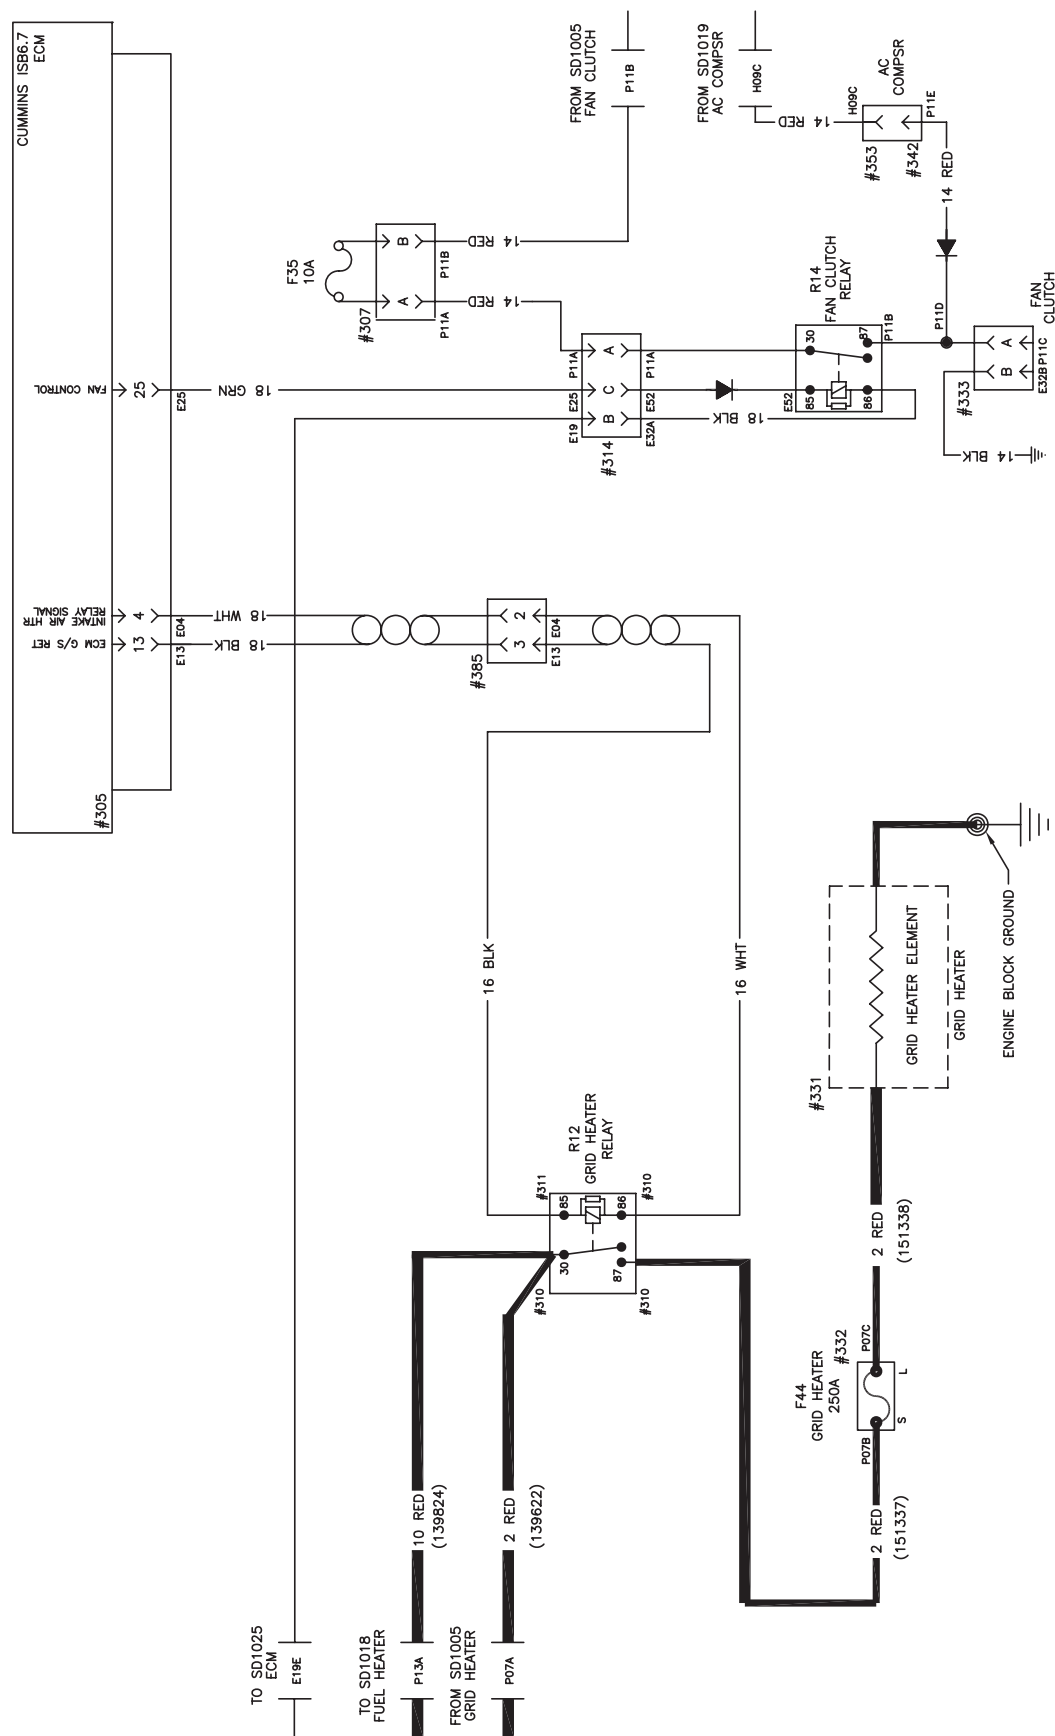 CUMMINS ISB6.7
ECM
#305
FAN CONTROL
25
E25
18 GRN
INTAKE AIR HTR
RELAY SIGNAL
4
E04
18 WHT
ECM G/S RET
13
E13
18 BLK
FROM SD1005
FAN CLUTCH
P11B
FROM SD1019
AC COMPSR
H09C
14 RED
AC
COMPSR
H09C
P11E
#353
#342
14 RED
F35
10A
B
A
#307
P11B
P11A
14 RED
14 RED
P11A
E25
E19
A
C
B
P11A
E52
E32A
#314
18 BLK
R14
FAN CLUTCH
RELAY
30
87
85
86
E52
P11B
P11D
FAN
CLUTCH
A
B
P11C
E32B
#333
14 BLK
2
3
E04
E13
#385
16 BLK
16 WHT
R12
GRID HEATER
RELAY
#311
85
86
#310
30
87
#310
#310
#331
GRID HEATER ELEMENT
GRID HEATER
ENGINE BLOCK GROUND
2 RED
(151338)
F44
GRID HEATER
250A
#332
P07C
L
S
P07B
2 RED
(151337)
10 RED
(139824)
2 RED
(139622)
TO SD1025
ECM
E19E
TO SD1018
FUEL HEATER
P13A
FROM SD1005
GRID HEATER
P07A